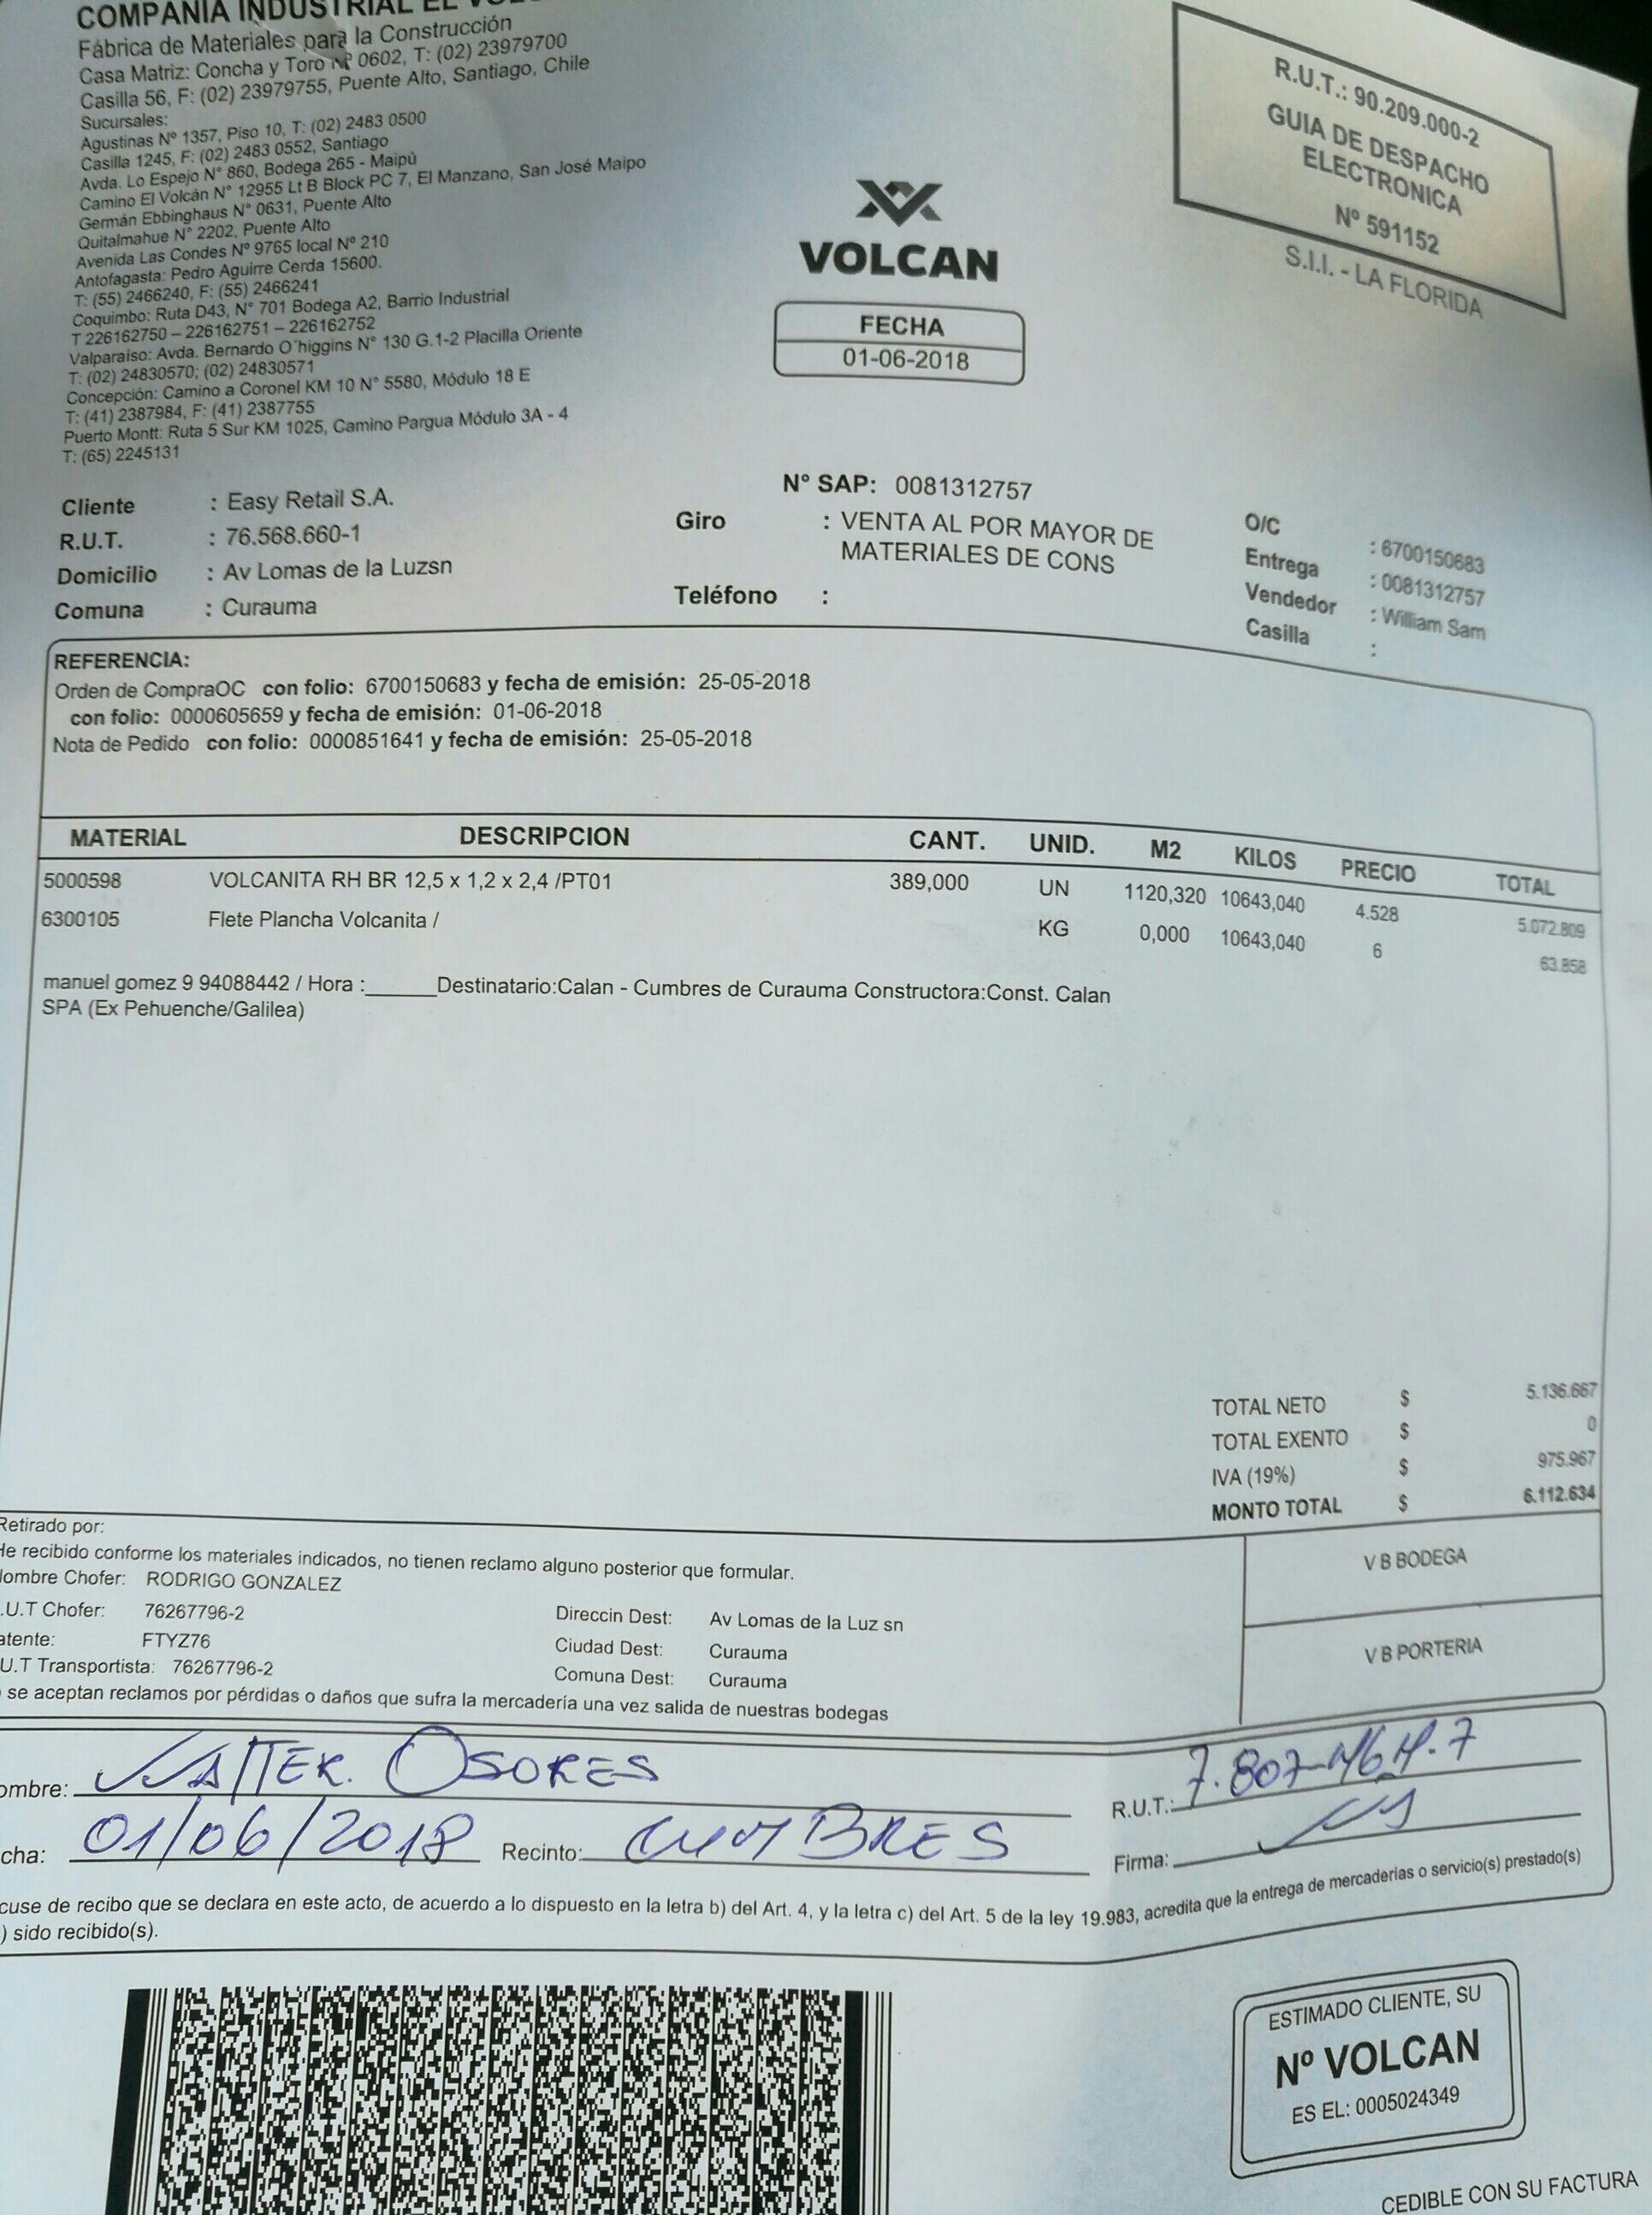 COMPAÑIA INDUSTRIAL EL
Fábrica de Materiales para la Construcción
Casa Matriz: Concha y Toro Nº 0602, T: (02) 23979700
Casilla 56, F: (02) 23979755, Puente Alto, Santiago, Chile
Sucursales:
Agustinas Nº 1357, Piso 10, T: (02) 2483 0500
Casilla 1245, F: (02) 2483 0552, Santiago
Avda. Lo Espejo N° 860, Bodega 265 - Maipú
Camino El Volcán N° 12955 Lt B Block PC 7, El Manzano, San José Maipo
Germán Ebbinghaus N° 0631, Puente Alto
Quitalmahue N° 2202, Puente Alto
Avenida Las Condes Nº 9765 local Nº 210
Antofagasta: Pedro Aguirre Cerda 15600.
T: (55) 2466240, F: (55) 2466241
Coquimbo: Ruta D43, N° 701 Bodega A2, Barrio Industrial
T 226162750 – 226162751 – 226162752
Valparaiso: Avda. Bernardo O´higgins N° 130 G.1-2 Placilla Oriente
T: (02) 24830570; (02) 24830571
Concepción: Camino a Coronel KM 10 N° 5580, Módulo 18 E
T: (41) 2387984, F: (41) 2387755
Puerto Montt: Ruta 5 Sur KM 1025, Camino Pargua Módulo 3A - 4
T: (65) 2245131
VOLCAN
FECHA
01-06-2018
R.U.T.: 90.209.000-2
GUIA DE DESPACHO
ELECTRONICA
Nº 591152
S.I.I. - LA FLORIDA
Cliente : Easy Retail S.A.
R.U.T. : 76.568.660-1
Domicilio : Av Lomas de la Luzsn
Comuna : Curauma
N° SAP: 0081312757
Giro : VENTA AL POR MAYOR DE
MATERIALES DE CONS
Teléfono :
O/C : 6700150683
Entrega : 0081312757
Vendedor : William Sam
Casilla :
REFERENCIA:
Orden de CompraOC con folio: 6700150683 y fecha de emisión: 25-05-2018
con folio: 0000605659 y fecha de emisión: 01-06-2018
Nota de Pedido con folio: 0000851641 y fecha de emisión: 25-05-2018
MATERIAL DESCRIPCION CANT. UNID. M2 KILOS PRECIO TOTAL
5000598 VOLCANITA RH BR 12,5 x 1,2 x 2,4 /PT01 389,000 UN 1120,320 10643,040 4.528 5.072.809
6300105 Flete Plancha Volcanita / KG 0,000 10643,040 6 63.858
manuel gomez 9 94088442 / Hora :______Destinatario:Calan - Cumbres de Curauma Constructora:Const. Calan
SPA (Ex Pehuenche/Galilea)
TOTAL NETO $ 5.136.667
TOTAL EXENTO $ 0
IVA (19%) $ 975.967
MONTO TOTAL $ 6.112.634
Retirado por:
He recibido conforme los materiales indicados, no tienen reclamo alguno posterior que formular.
Nombre Chofer: RODRIGO GONZALEZ
.U.T Chofer: 76267796-2
atente: FTYZ76
.U.T Transportista: 76267796-2
Direccin Dest: Av Lomas de la Luz sn
Ciudad Dest: Curauma
Comuna Dest: Curauma
se aceptan reclamos por pérdidas o daños que sufra la mercadería una vez salida de nuestras bodegas
V B BODEGA
V B PORTERIA
ombre: WALTER. OSORES
R.U.T.: 7.807-464.7
cha: 01/06/2018 Recinto: CUMBRES
Firma:
cuse de recibo que se declara en este acto, de acuerdo a lo dispuesto en la letra b) del Art. 4, y la letra c) del Art. 5 de la ley 19.983, acredita que la entrega de mercaderias o servicio(s) prestado(s)
) sido recibido(s).
ESTIMADO CLIENTE, SU
Nº VOLCAN
ES EL: 0005024349
CEDIBLE CON SU FACTURA